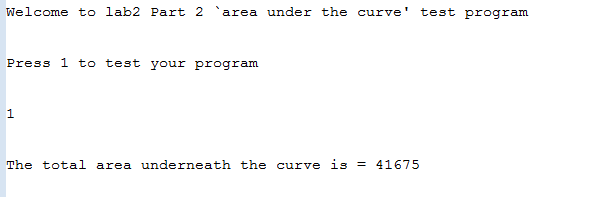 Welcome to lab2 Part 2 `area under the curve' test program
Press 1 to test your program
1
The total area underneath the curve is = 41675